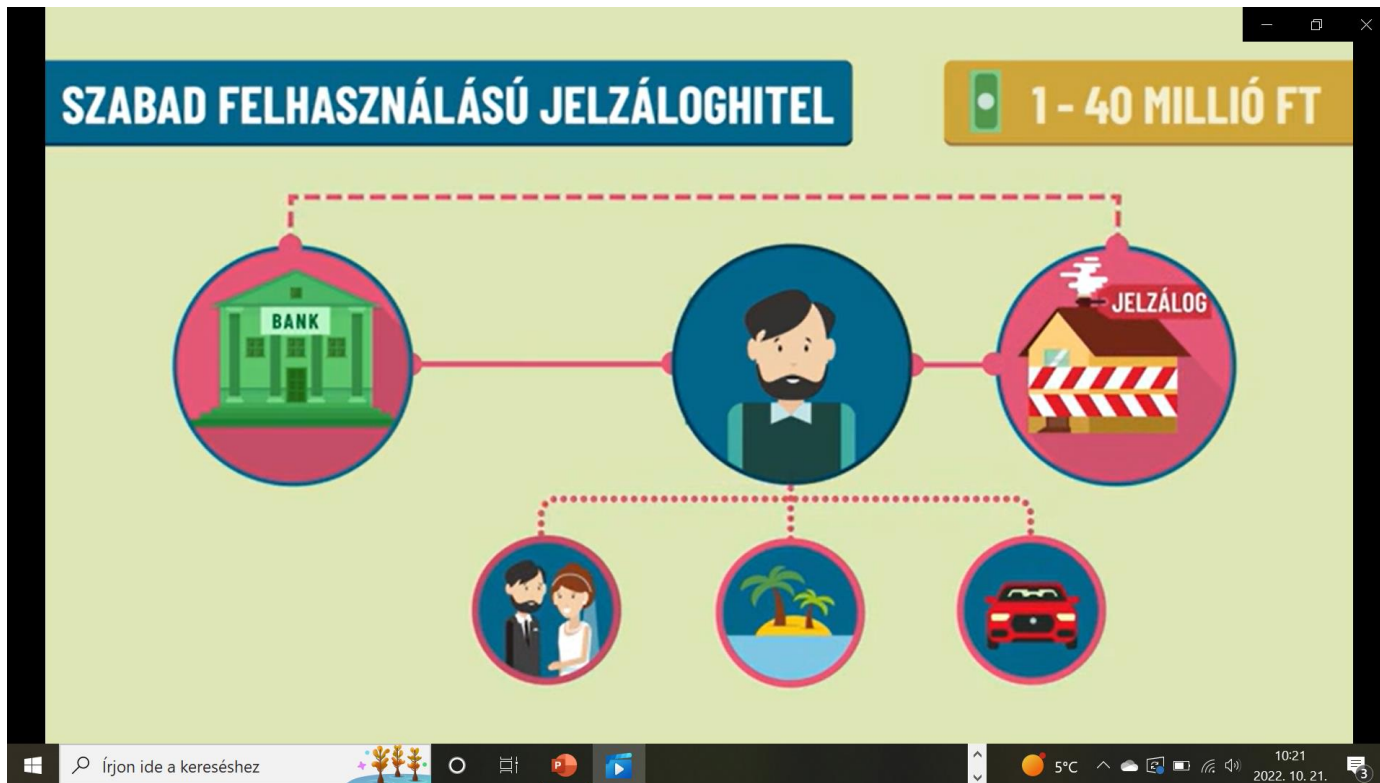 SZABAD FELHASZNÁLÁSÚ JELZÁLOGHITEL
1 - 40 MILLIÓ FT
BANK
JELZÁLOG
Írjon ide a kereséshez
5°C
10:21
2022. 10. 21.
3